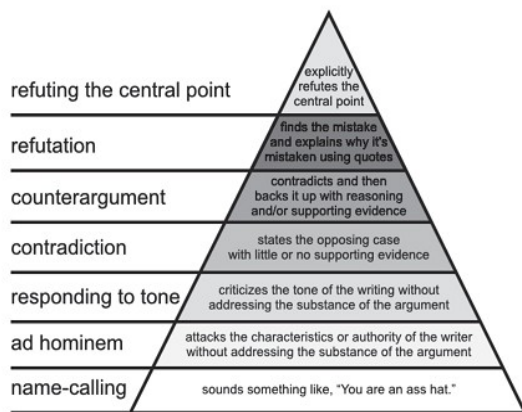 explicitly
refutes the
central point
refuting the central point
finds the mistake
and explains why it's
mistaken using quotes
refutation
contradicts and then
backs it up with reasoning
and/or supporting evidence
counterargument
states the opposing case
with little or no supporting evidence
contradiction
criticizes the tone of the writing without
addressing the substance of the argument
responding to tone
attacks the characteristics or authority of the writer
without addressing the substance of the argument
ad hominem
name-calling
sounds something like, “You are an ass hat.”